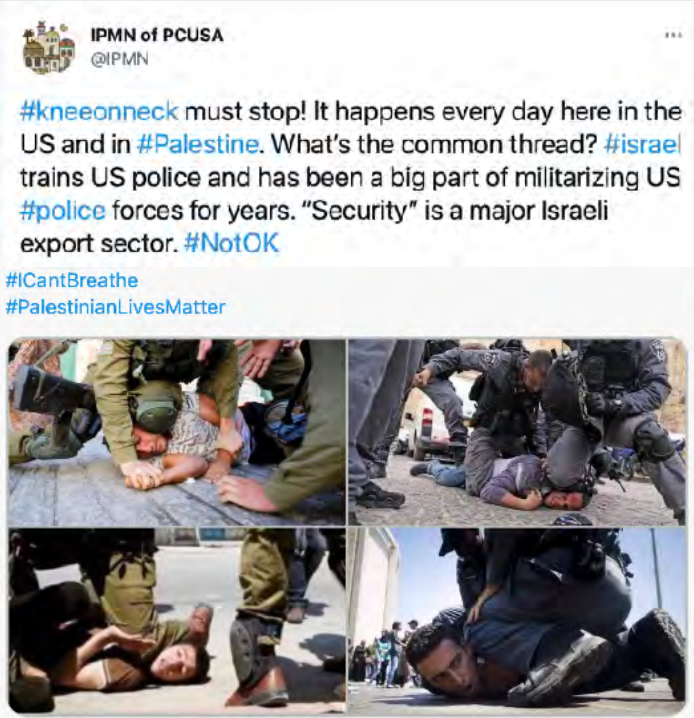 IPMN of PCUSA
@IPMN
#kneeonneck must stop! It happens every day here in the
US and in #Palestine. What's the common thread? #israel
trains US police and has been a big part of militarizing US
#police forces for years. "Security" is a major Israeli
export sector. #NotOK
#ICantBreathe
#PalestinianLivesMatter